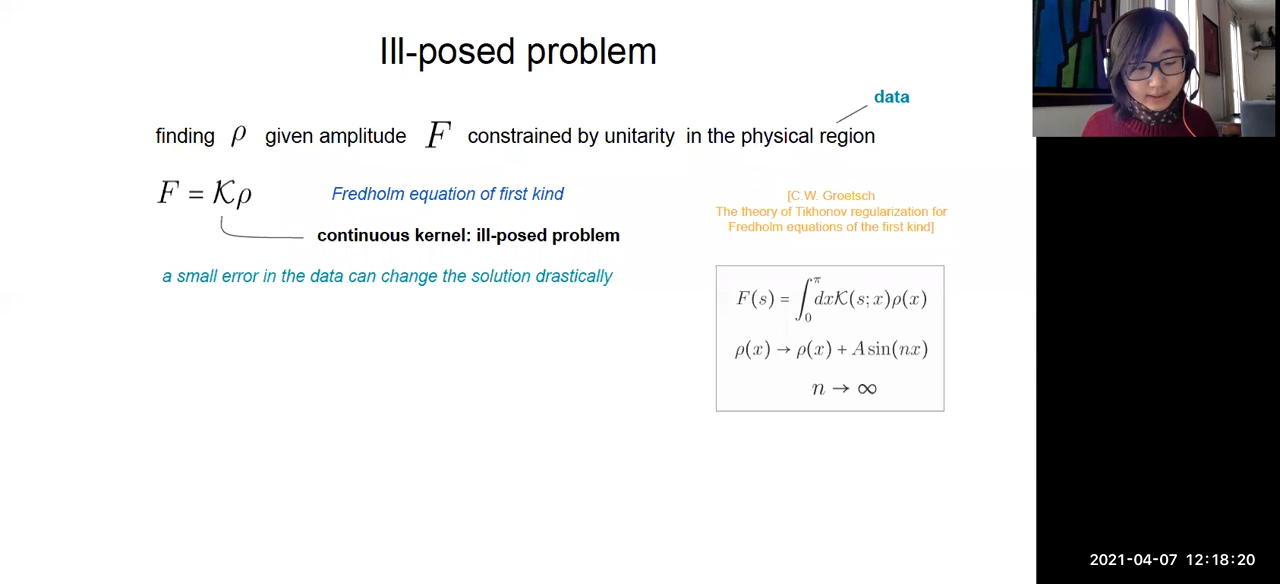 Ill-posed problem
data
finding ρ given amplitude F constrained by unitarity in the physical region
F = 𝒦ρ
Fredholm equation of first kind
continuous kernel: ill-posed problem
a small error in the data can change the solution drastically
[C.W. Groetsch
The theory of Tikhonov regularization for
Fredholm equations of the first kind]
F(s) = ∫₀^π dx𝒦(s; x)ρ(x)
ρ(x) → ρ(x) + A sin(nx)
n → ∞
2021-04-07 12:18:20